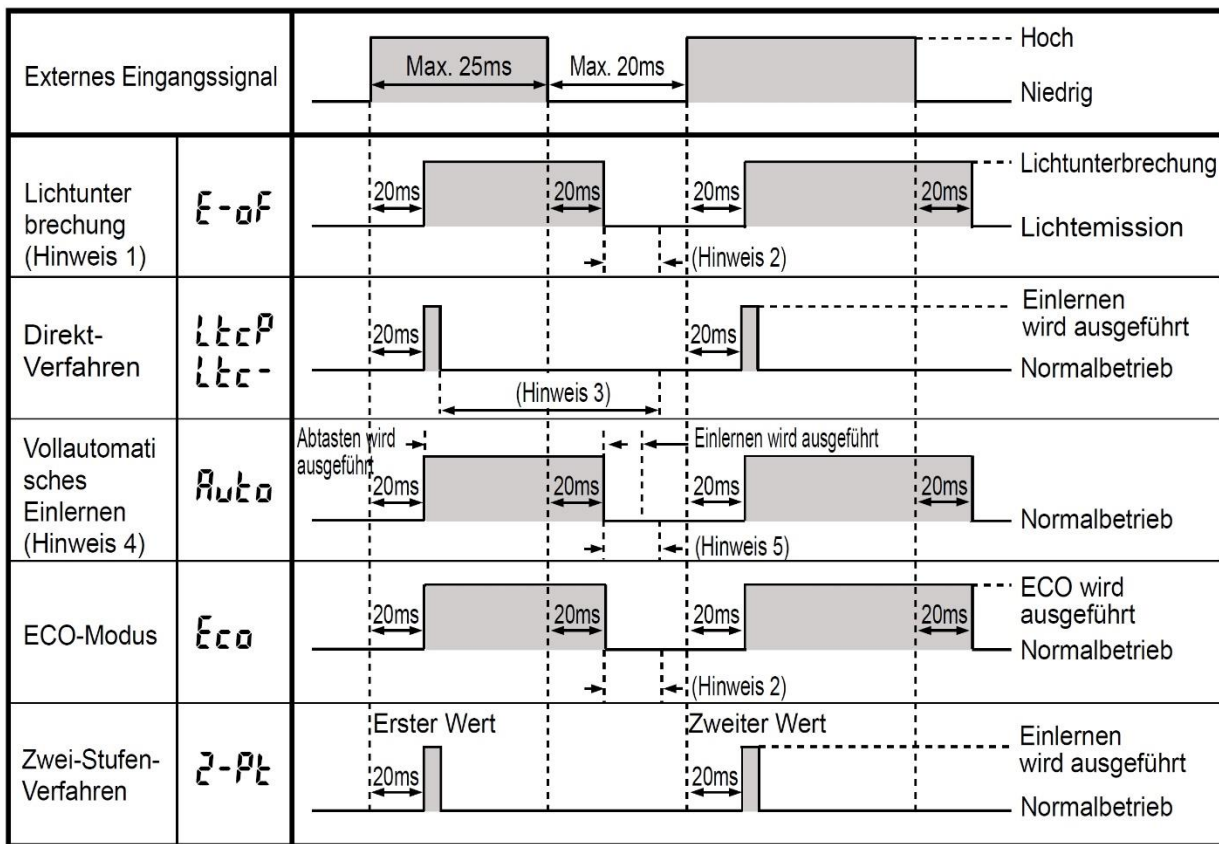 Externes Eingangssignal
Max. 25ms
Max. 20ms
Hoch
Niedrig
Lichtunter
brechung
(Hinweis 1)
E-oF
20ms
20ms
20ms
20ms
Lichtunterbrechung
Lichtemission
(Hinweis 2)
Direkt-
Verfahren
LtcP
Ltc-
20ms
20ms
Einlernen
wird ausgeführt
Normalbetrieb
(Hinweis 3)
Vollautomati
sches
Einlernen
(Hinweis 4)
Auto
Abtasten wird
ausgeführt
Einlernen wird ausgeführt
20ms
20ms
20ms
20ms
Normalbetrieb
(Hinweis 5)
ECO-Modus
Eco
20ms
20ms
20ms
20ms
ECO wird
ausgeführt
Normalbetrieb
(Hinweis 2)
Zwei-Stufen-
Verfahren
2-Pt
Erster Wert
Zweiter Wert
20ms
20ms
Einlernen
wird ausgeführt
Normalbetrieb